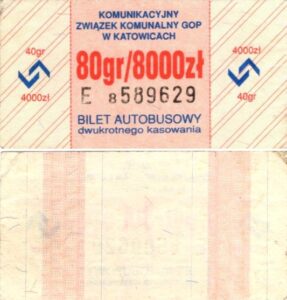 KOMUNIKACYJNY
ZWIĄZEK KOMUNALNY GOP
W KATOWICACH
40gr
4000zł
80gr/8000zł
4000zł
40gr
E 8589629
BILET AUTOBUSOWY
dwukrotnego kasowania